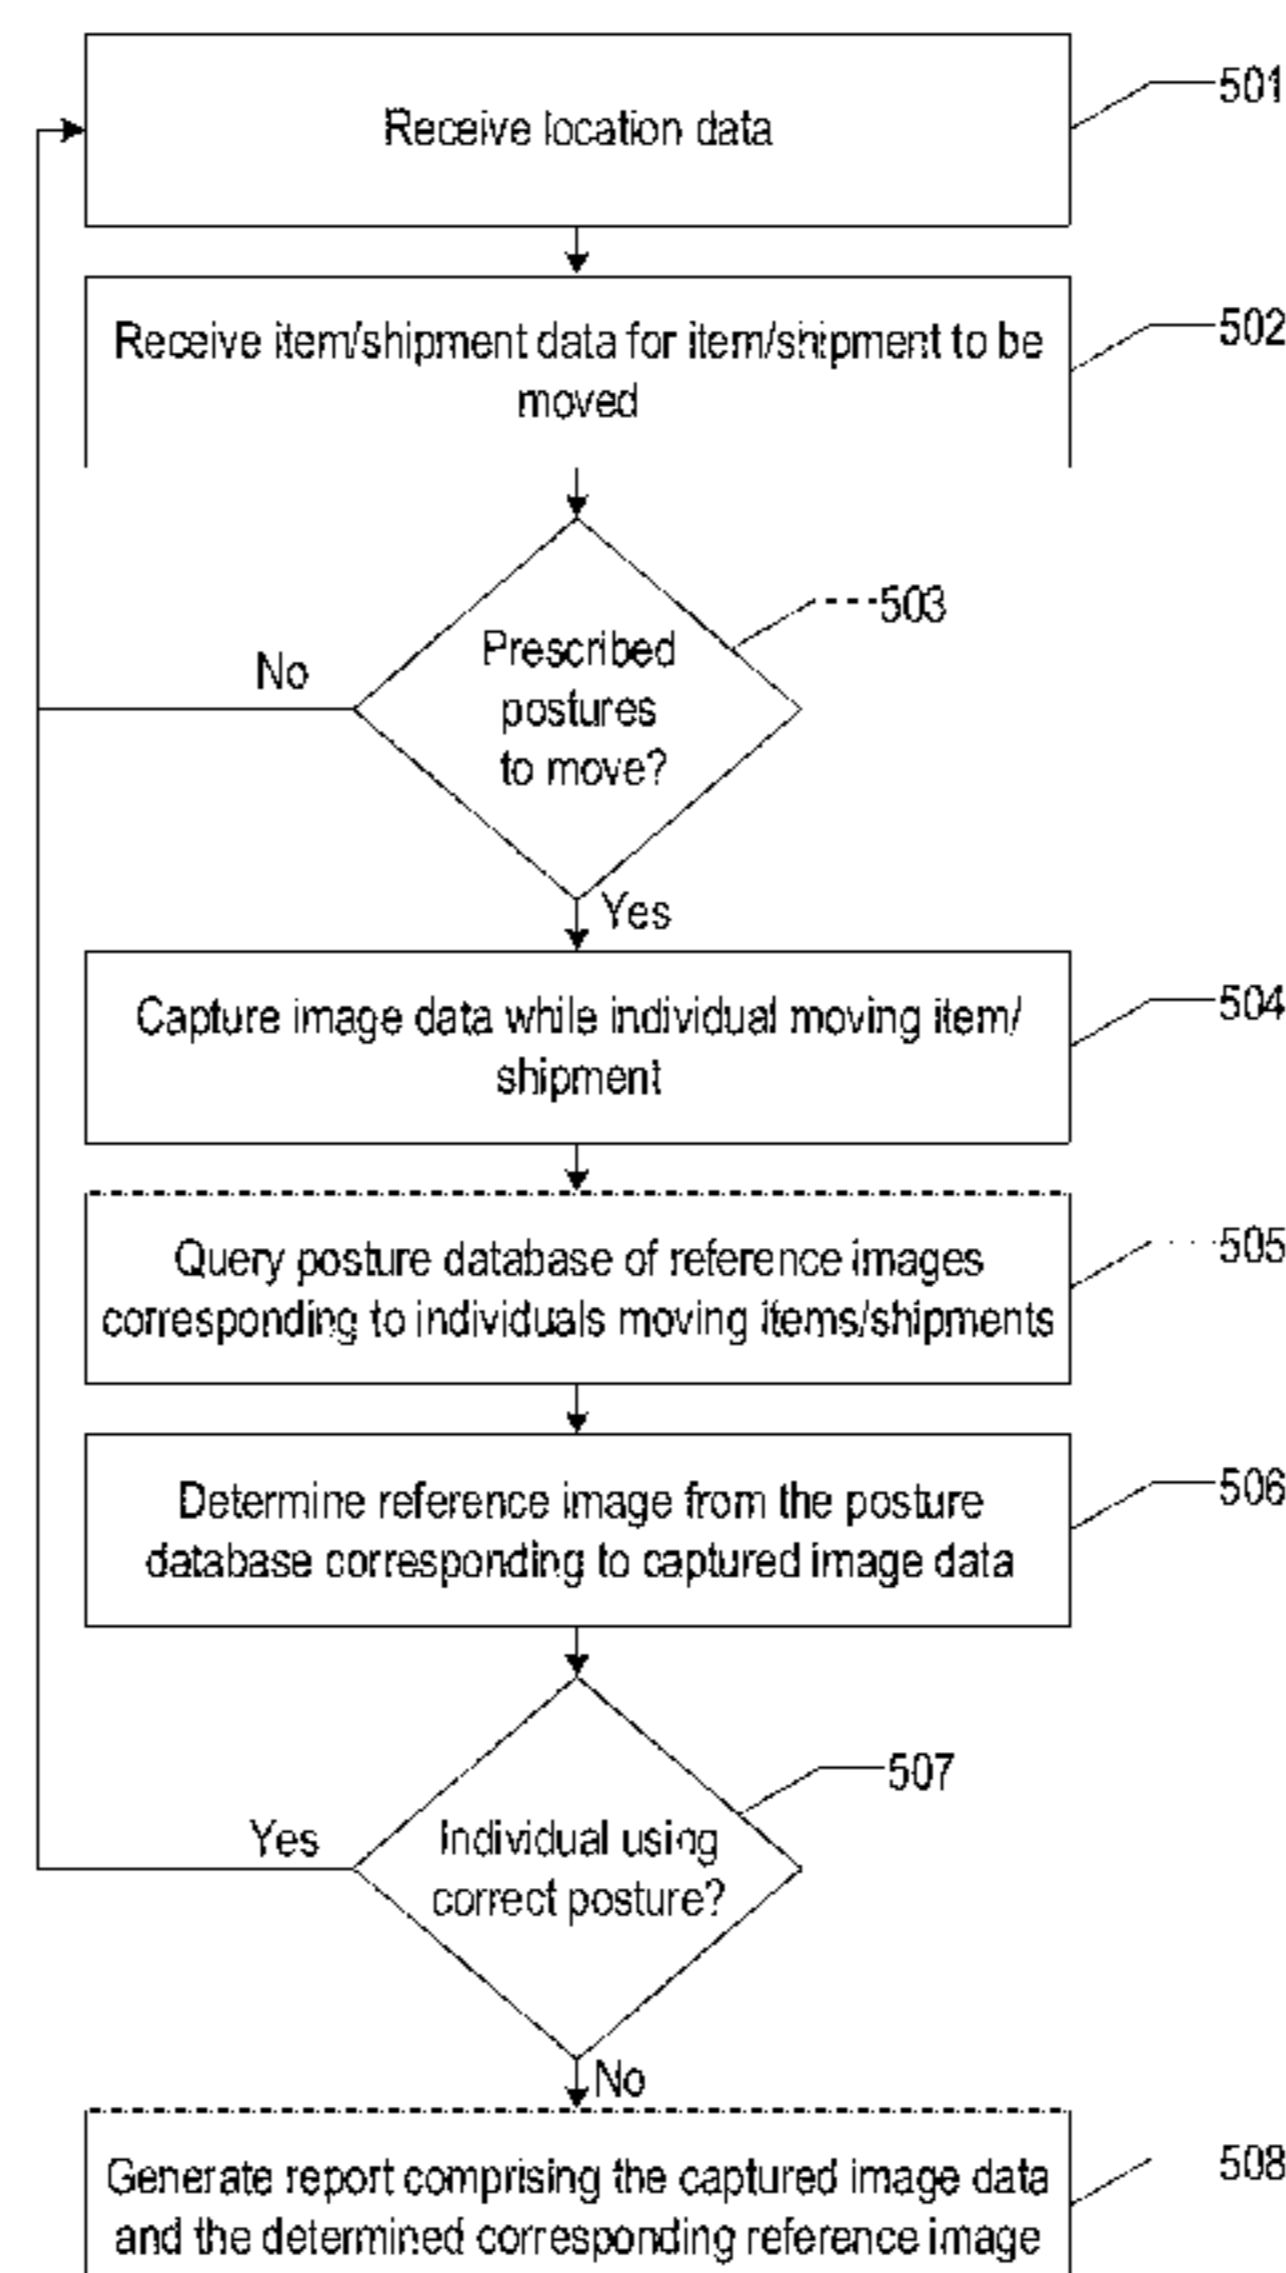 Receive location data
501
Receive item/shipment data for item/shipment to be
moved
502
Prescribed
postures
to move?
503
No
Yes
Capture image data while individual moving item/
shipment
504
Query posture database of reference images
corresponding to individuals moving items/shipments
505
Determine reference image from the posture
database corresponding to captured image data
506
Individual using
correct posture?
507
Yes
No
Generate report comprising the captured image data
and the determined corresponding reference image
508